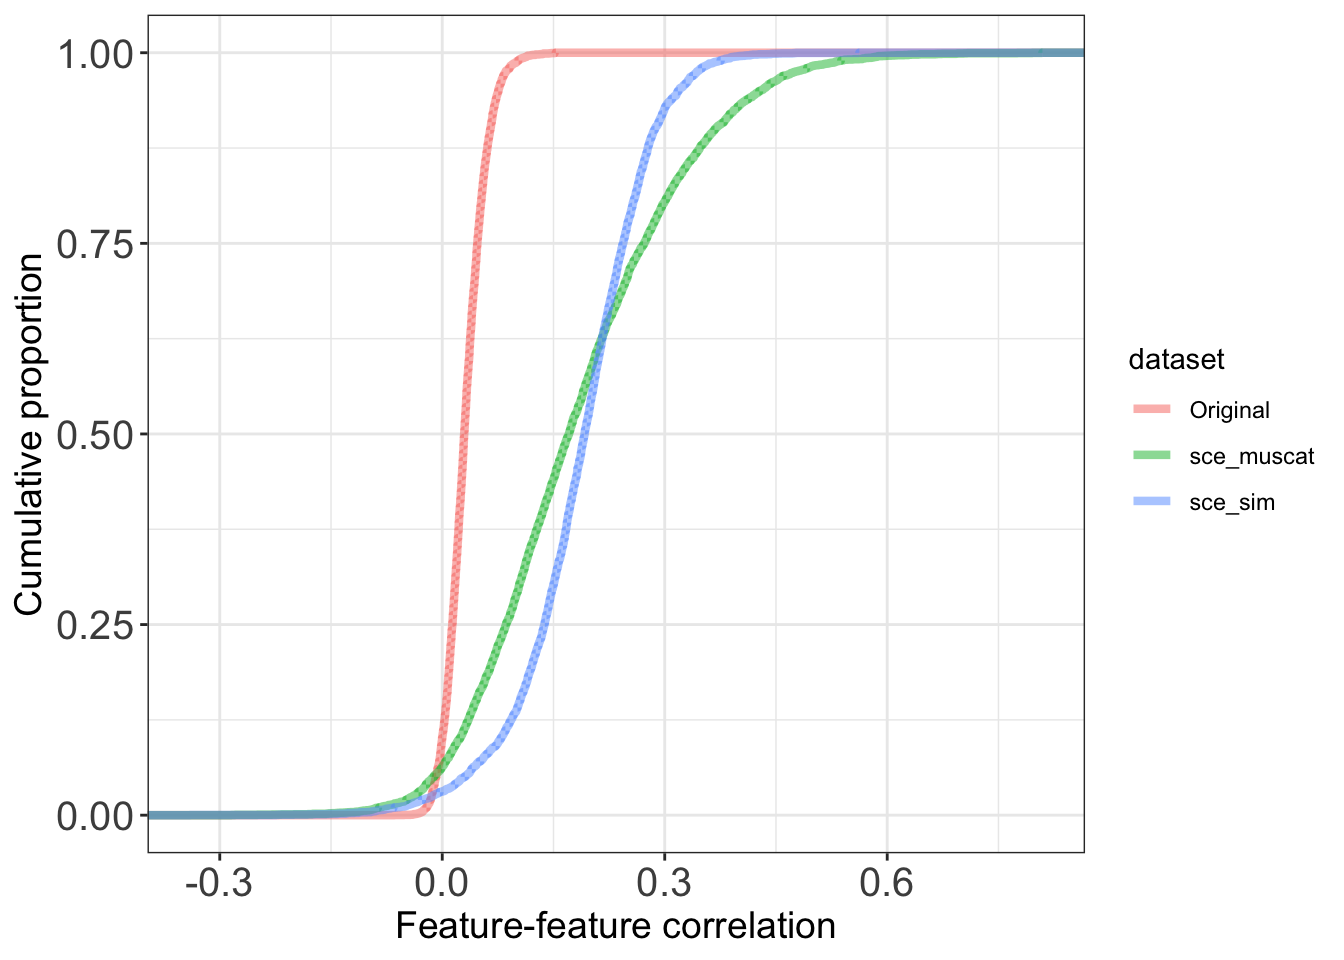 1.00
0.75
0.50
0.25
0.00
Cumulative proportion
-0.3 0.0 0.3 0.6
Feature-feature correlation
dataset
Original
sce_muscat
sce_sim